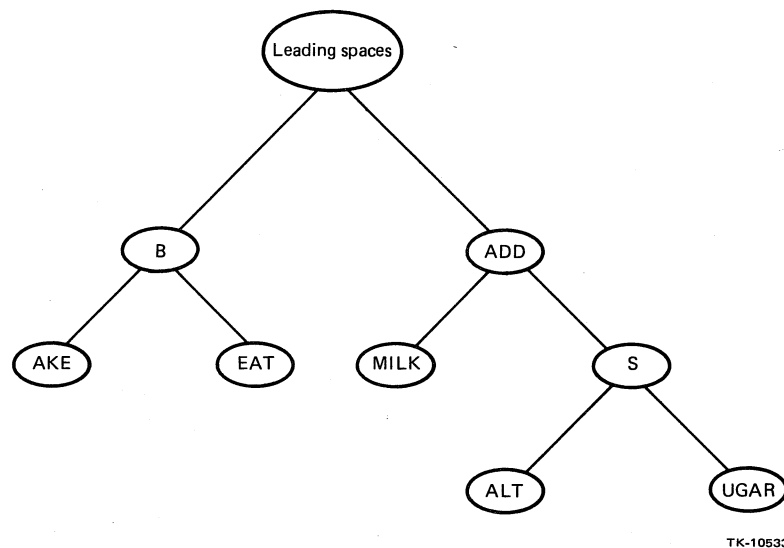 Leading spaces
B
ADD
AKE
EAT
MILK
S
ALT
UGAR
TK-10533